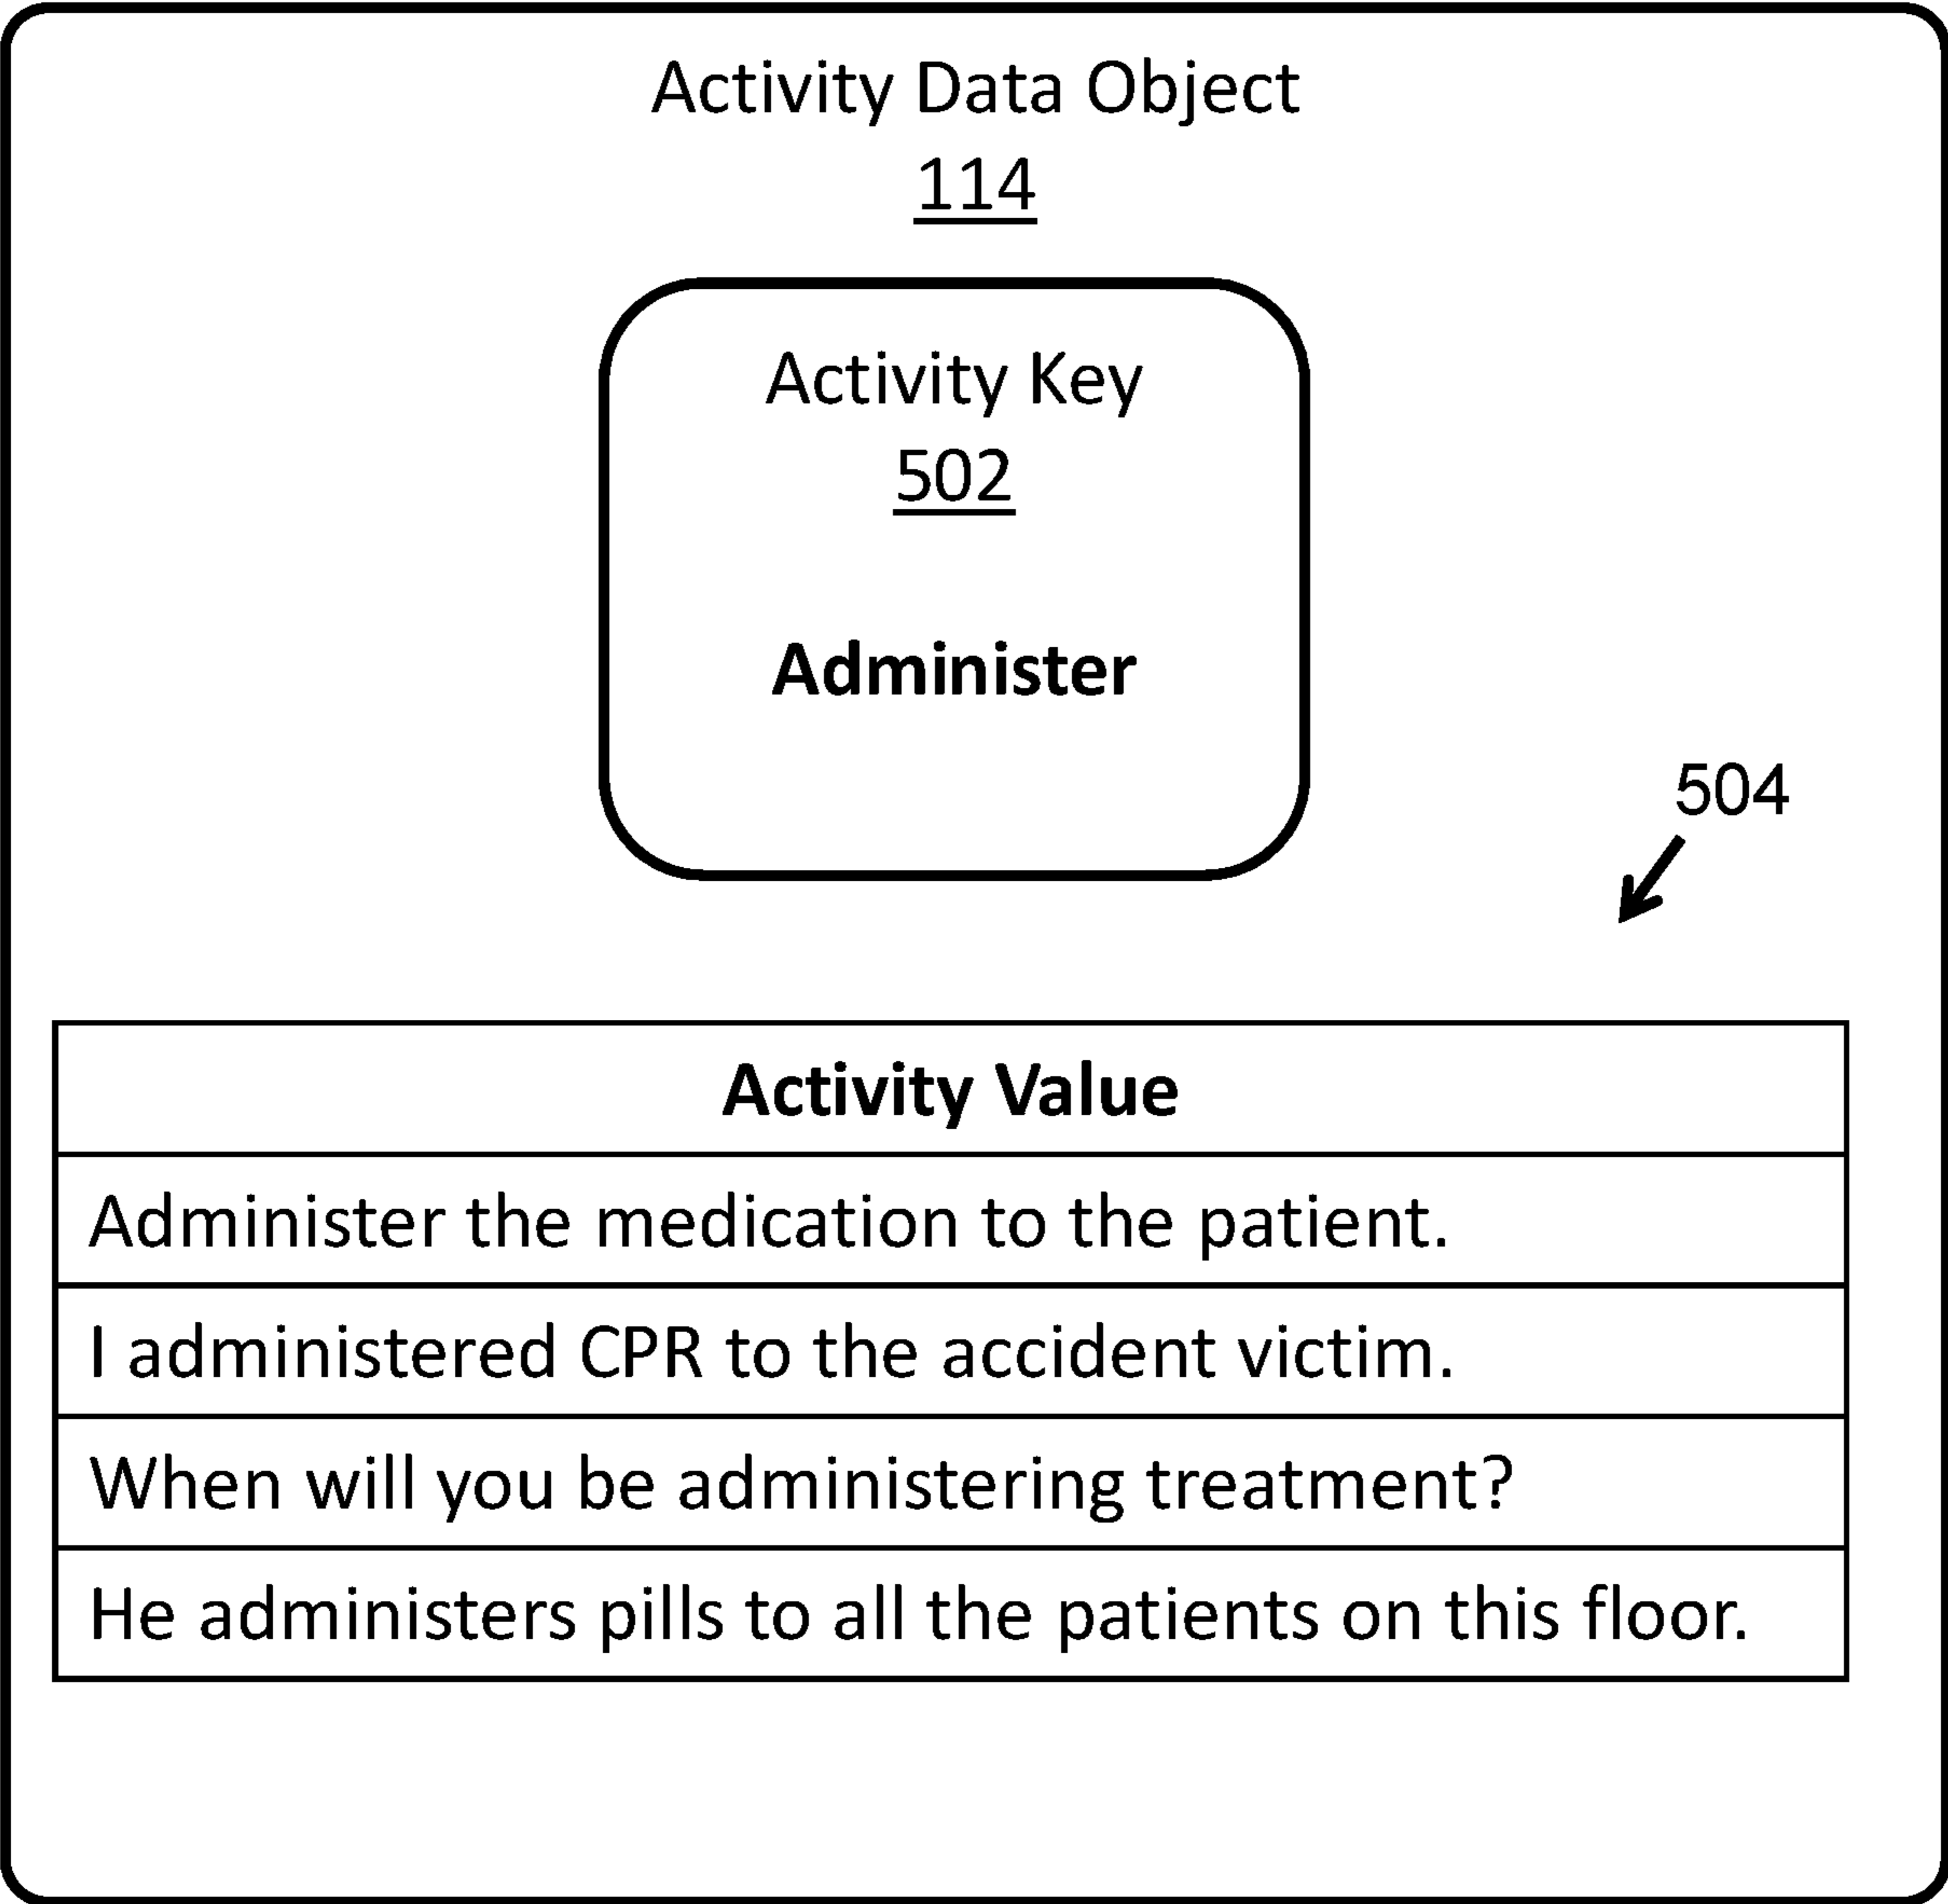 Activity Data Object
114
Activity Key
502
Administer
504
Activity Value
Administer the medication to the patient.
I administered CPR to the accident victim.
When will you be administering treatment?
He administers pills to all the patients on this floor.